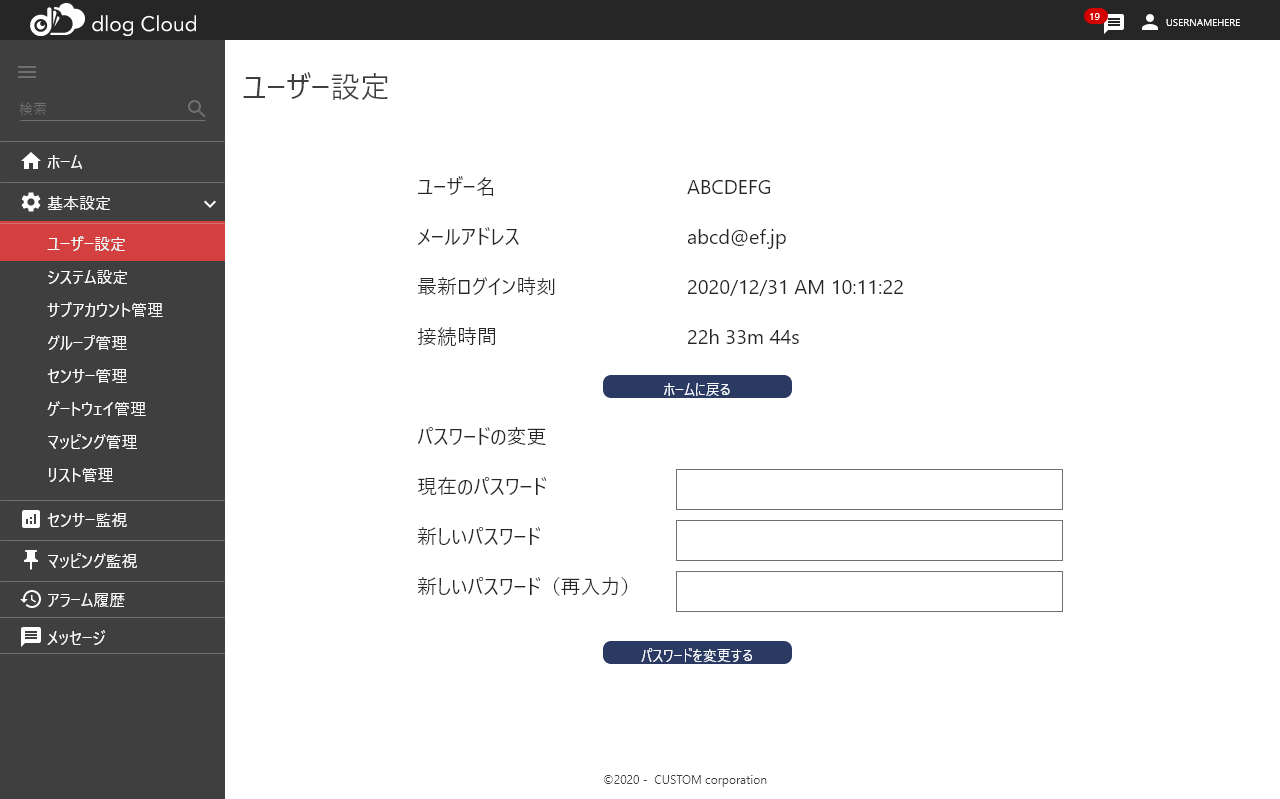 dlog Cloud
19
USERNAMEHERE
検索
ホーム
基本設定
ユーザー設定
システム設定
サブアカウント管理
グループ管理
センサー管理
ゲートウェイ管理
マッピング管理
リスト管理
センサー監視
マッピング監視
アラーム履歴
メッセージ
ユーザー設定
ユーザー名 ABCDEFG
メールアドレス abcd@ef.jp
最新ログイン時刻 2020/12/31 AM 10:11:22
接続時間 22h 33m 44s
ホームに戻る
パスワードの変更
現在のパスワード
新しいパスワード
新しいパスワード（再入力）
パスワードを変更する
©2020 - CUSTOM corporation